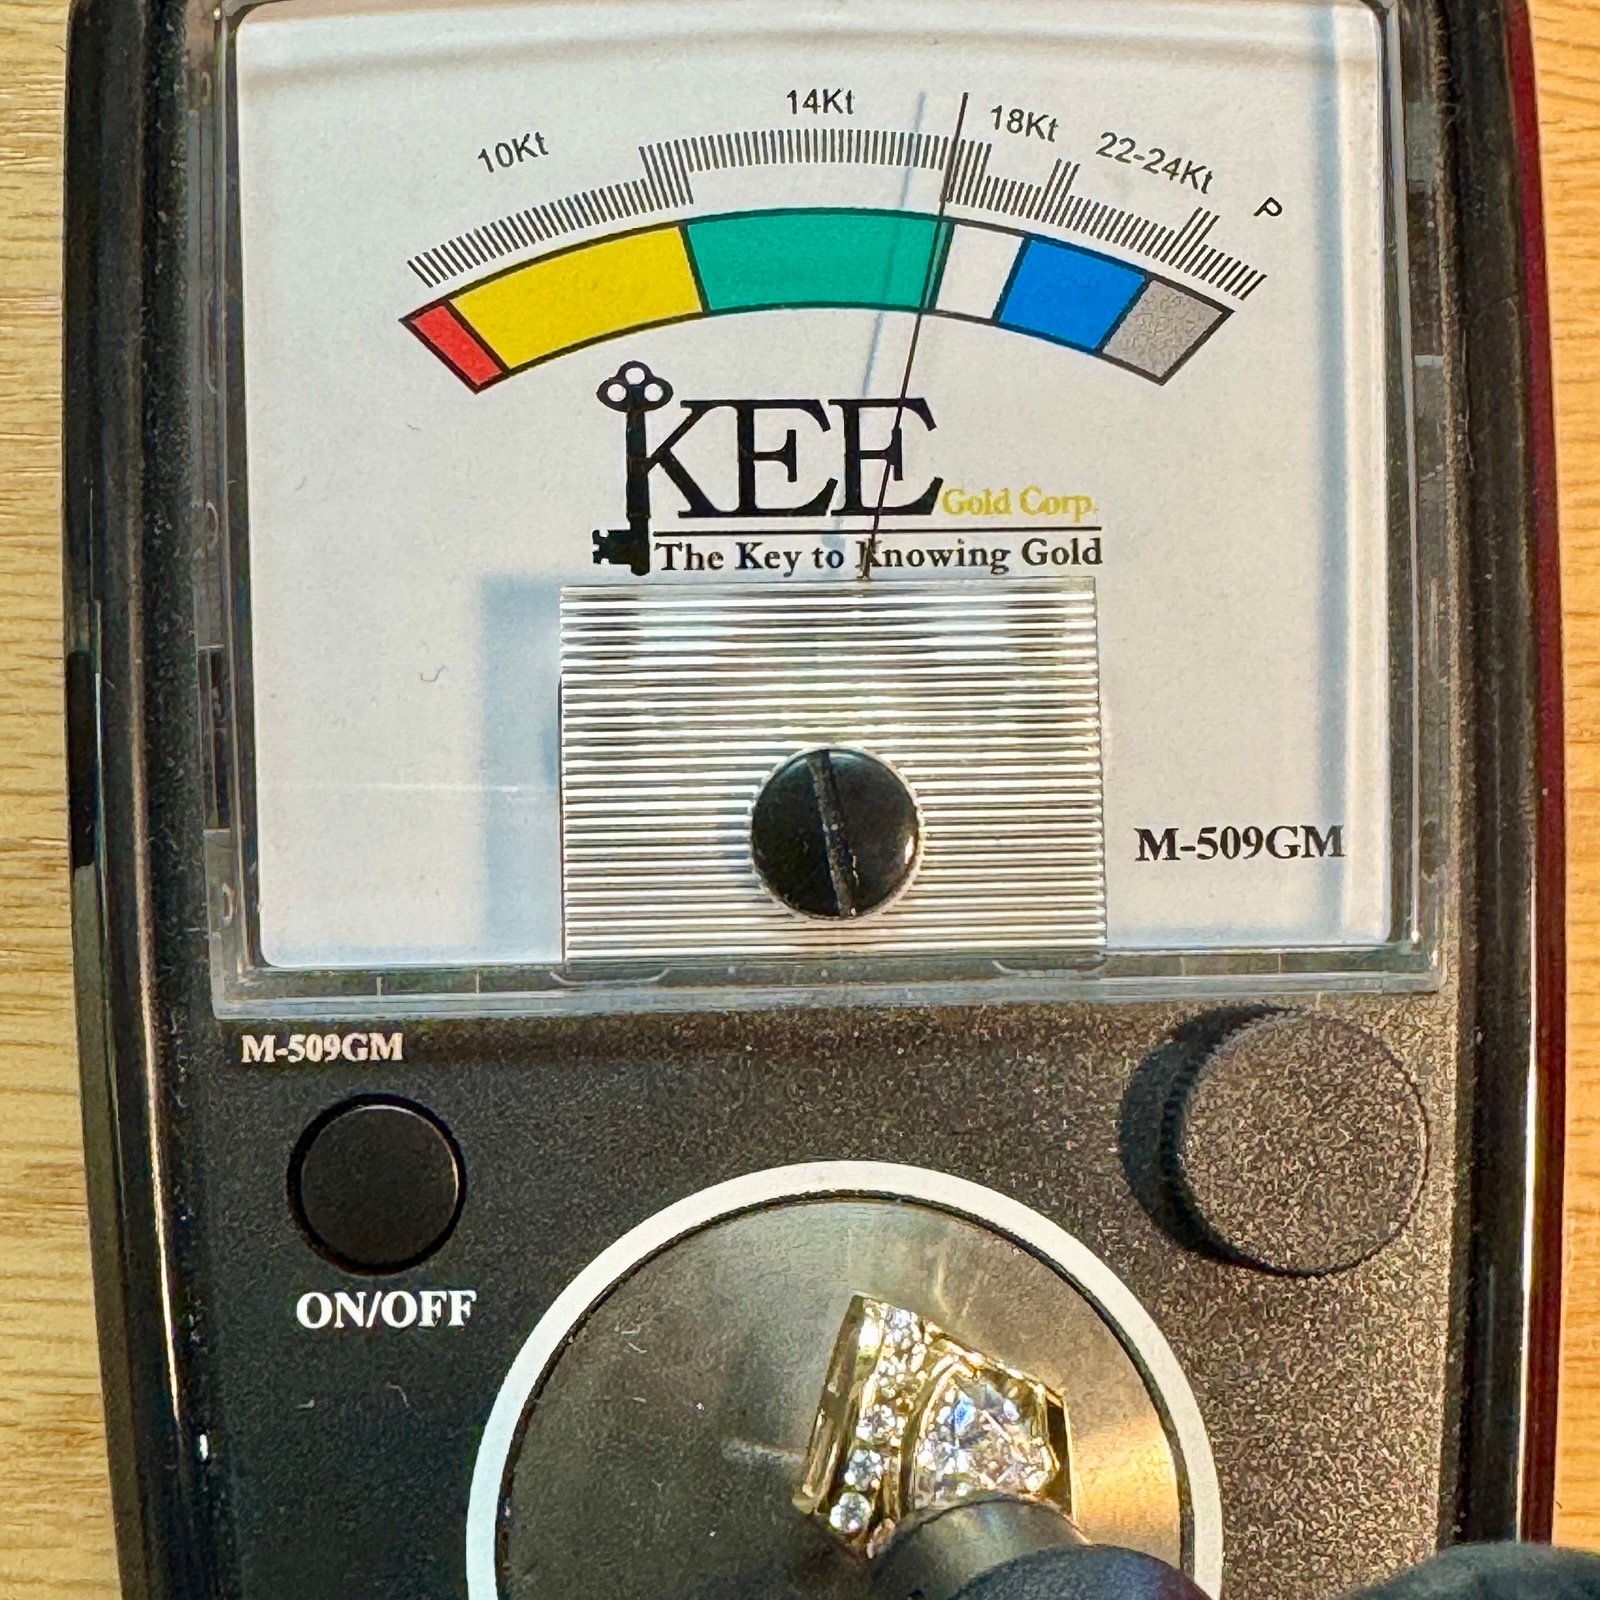 10Kt
14Kt
18Kt
22-24Kt
P
KEE
Gold Corp.
The Key to Knowing Gold
M-509GM
M-509GM
ON/OFF